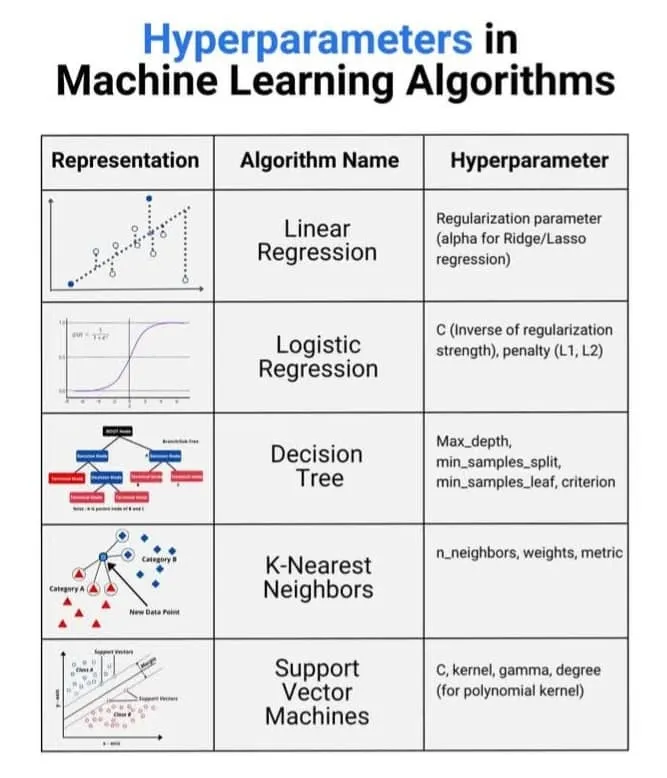 Hyperparameters in
Machine Learning Algorithms
Representation
Algorithm Name
Hyperparameter
Linear
Regression
Regularization parameter
(alpha for Ridge/Lasso
regression)
Logistic
Regression
C (Inverse of regularization
strength), penalty (L1, L2)
ROOT Node
Branch/Sub-Tree
Decision Node
Decision Node
Terminal Node
Decision Node
Terminal Node
Terminal Node
Terminal Node
Terminal Node
Note : A is parent node of B and C
Decision
Tree
Max_depth,
min_samples_split,
min_samples_leaf, criterion
Category B
Category A
New Data Point
K-Nearest
Neighbors
n_neighbors, weights, metric
Support Vectors
Class A
Margin
Support Vectors
Class B
y - axis
x - axis
Support
Vector
Machines
C, kernel, gamma, degree
(for polynomial kernel)